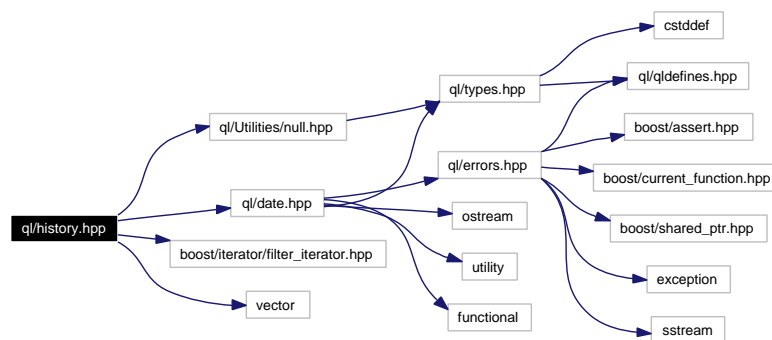 cstddef
ql/types.hpp
ql/qldefines.hpp
ql/Utilities/null.hpp
boost/assert.hpp
ql/errors.hpp
boost/current_function.hpp
ql/date.hpp
ostream
ql/history.hpp
boost/shared_ptr.hpp
boost/iterator/filter_iterator.hpp
utility
exception
vector
functional
sstream